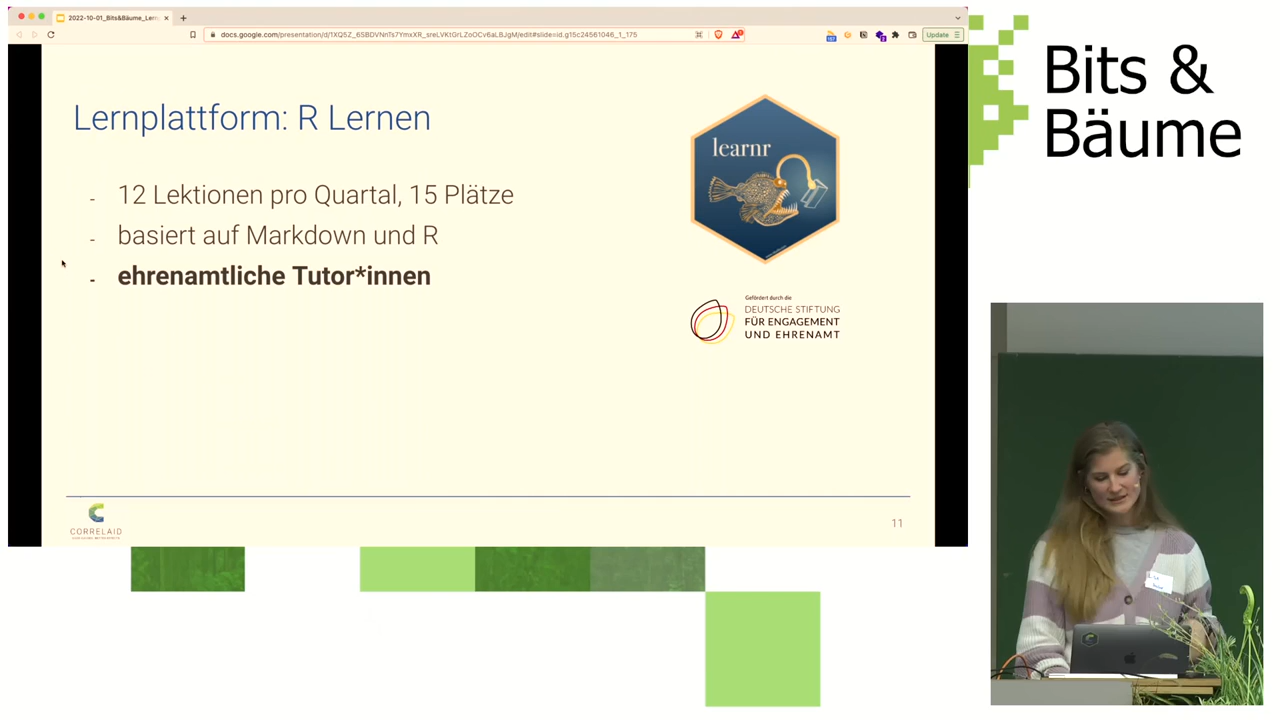 2022-10-01_Bits&Bäume_Lern
docs.google.com/presentation/d/1XQ5Z_6SBDVNnTs7YmxXR_sreLVKtGrLZoOCv6aLBJgM/edit#slide=id.g15c24561046_1_175
Update
Lernplattform: R Lernen
- 12 Lektionen pro Quartal, 15 Plätze
- basiert auf Markdown und R
- ehrenamtliche Tutor*innen
learnr
Gefördert durch die
DEUTSCHE STIFTUNG
FÜR ENGAGEMENT
UND EHRENAMT
CORRELAID
11
Bits &
Bäume